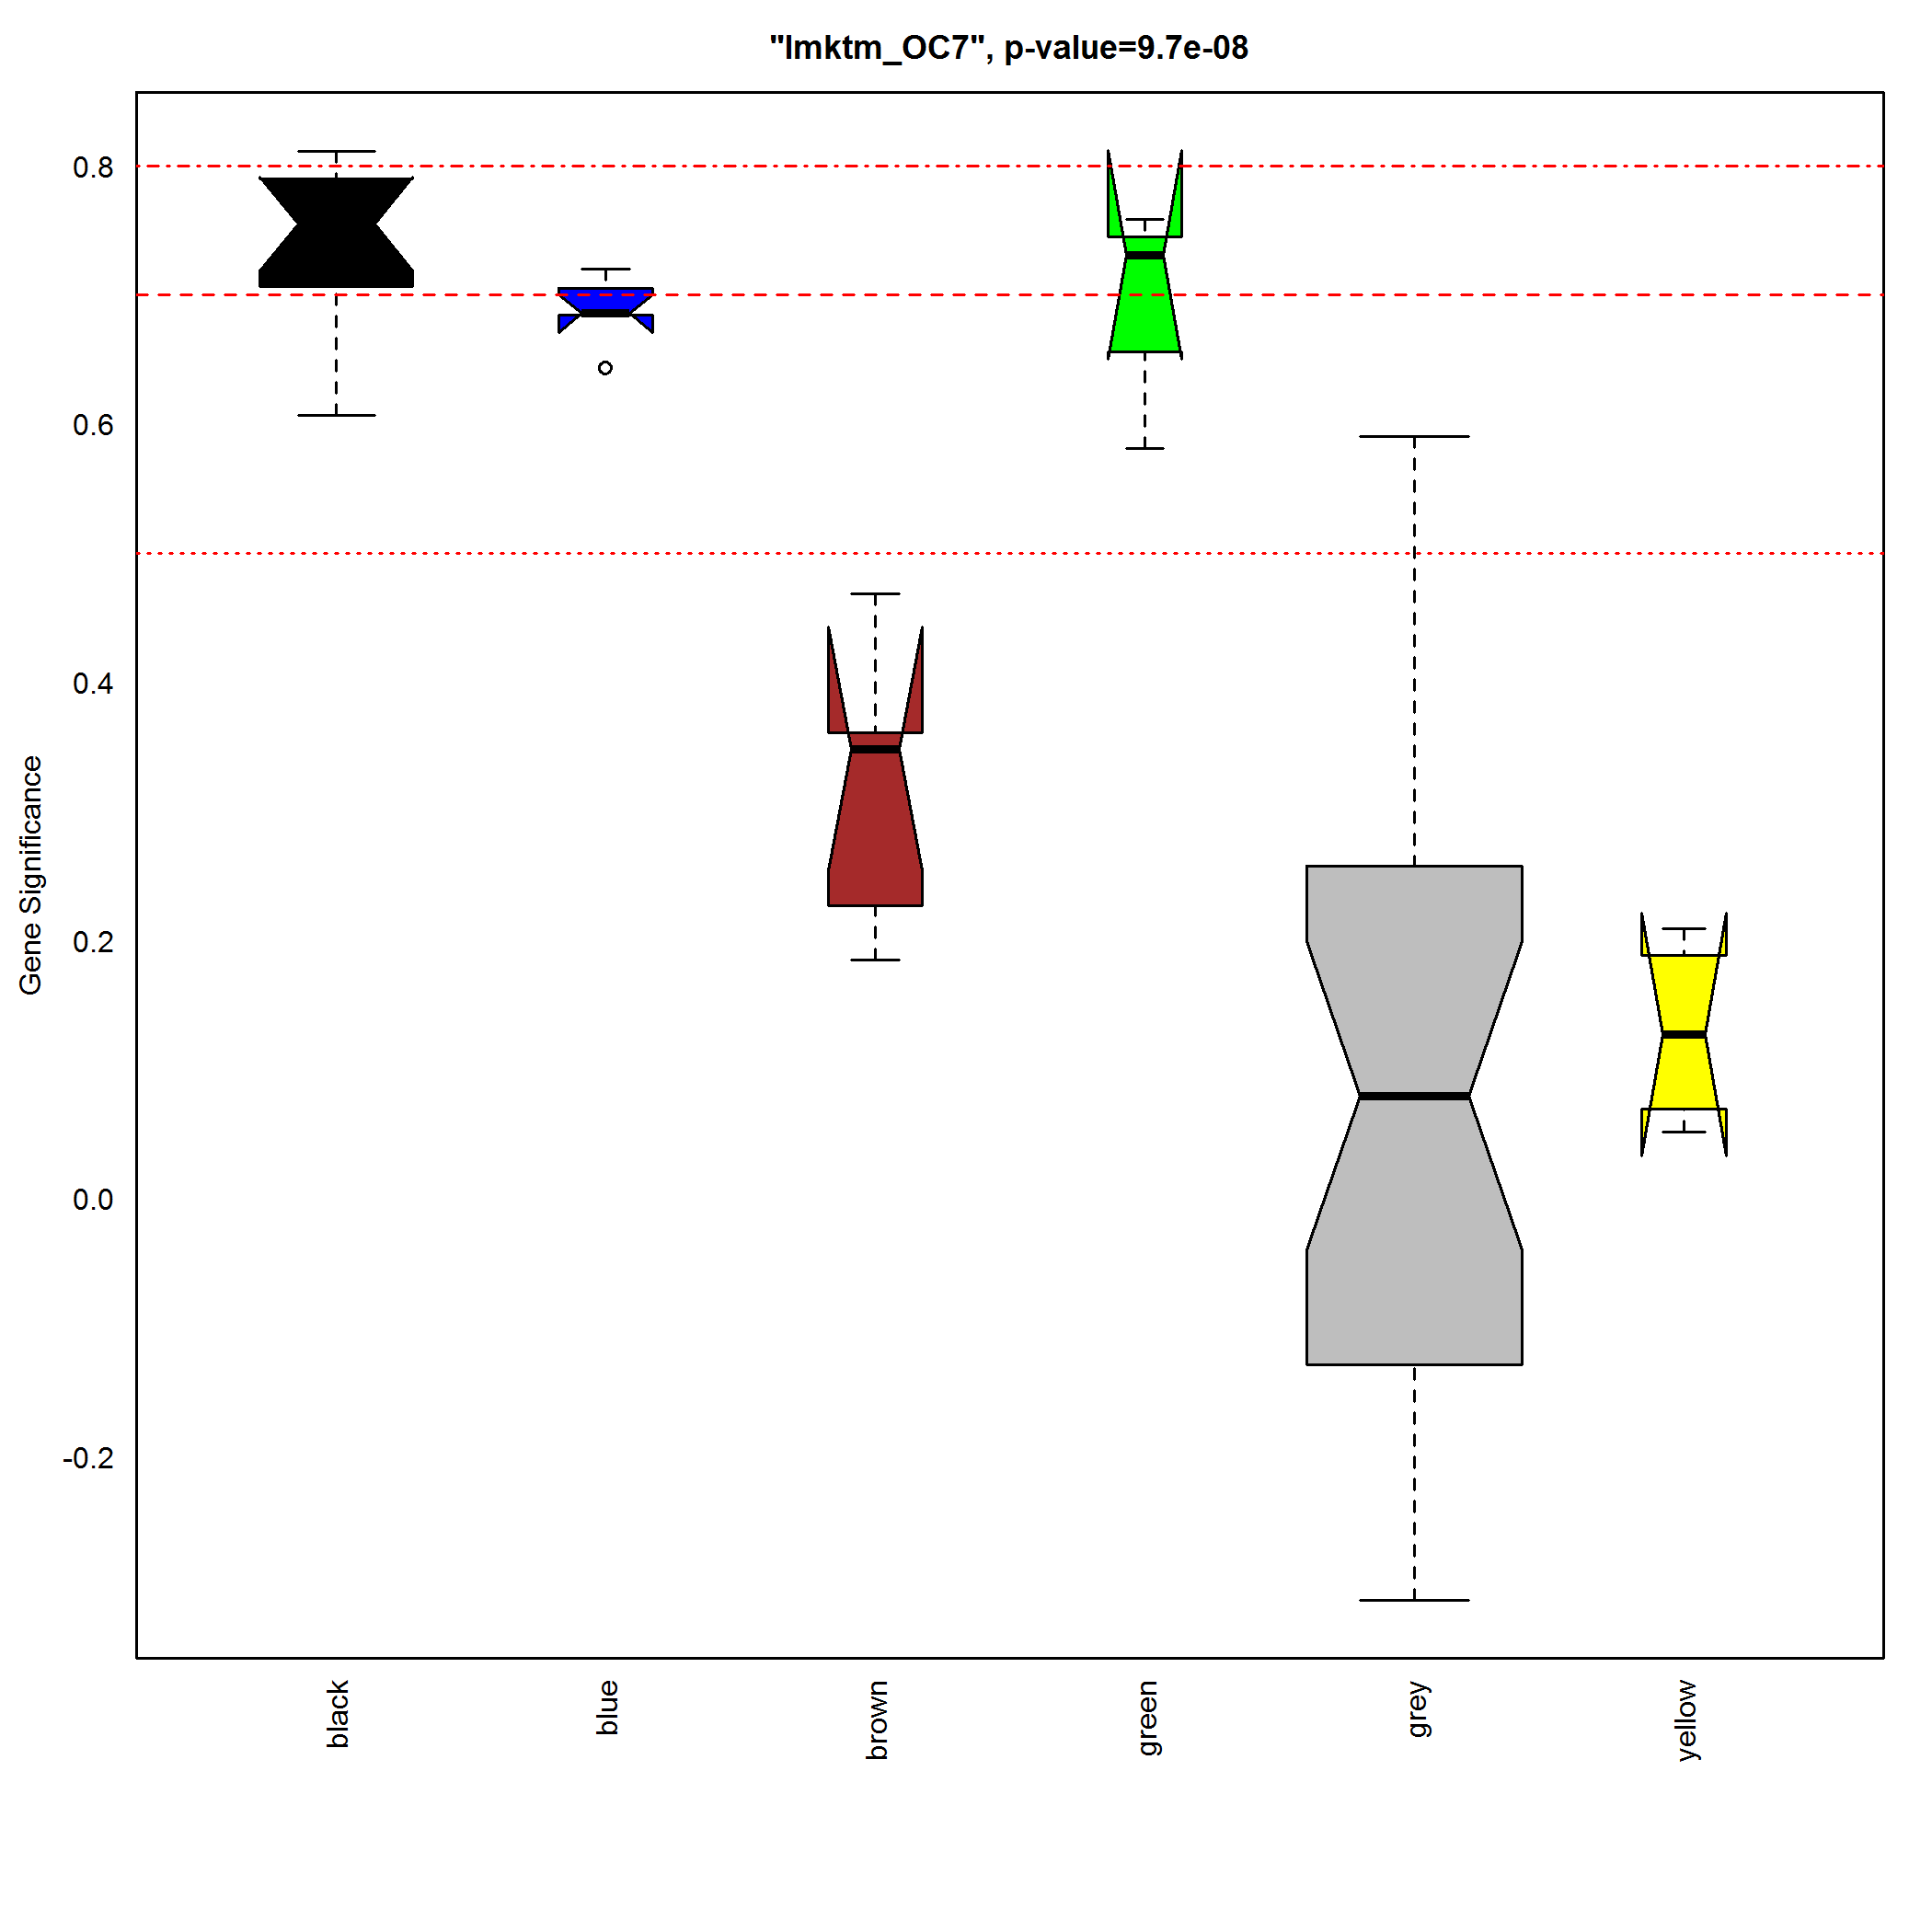 "lmktm_OC7", p-value=9.7e-08
0.8
0.6
0.4
0.2
0.0
-0.2
Gene Significance
black
blue
brown
green
grey
yellow